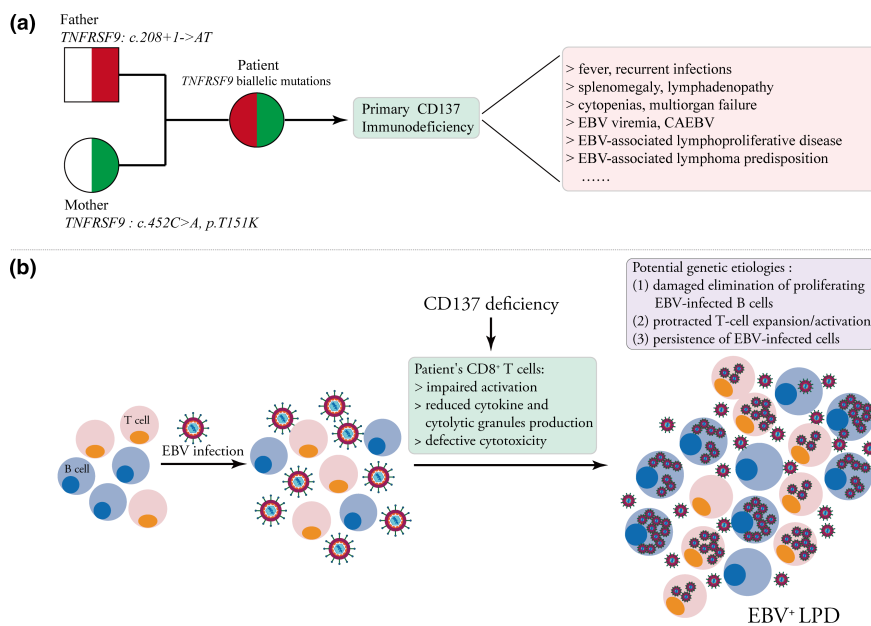 (a)
Father
TNFRSF9: c.208+1->AT
Patient
TNFRSF9 biallelic mutations
Mother
TNFRSF9 : c.452C>A, p.T151K
Primary CD137
Immunodeficiency
> fever, recurrent infections
> splenomegaly, lymphadenopathy
> cytopenias, multiorgan failure
> EBV viremia, CAEBV
> EBV-associated lymphoproliferative disease
> EBV-associated lymphoma predisposition
......
(b)
T cell
B cell
EBV infection
CD137 deficiency
Patient's CD8⁺ T cells:
> impaired activation
> reduced cytokine and
cytolytic granules production
> defective cytotoxicity
Potential genetic etiologies :
(1) damaged elimination of proliferating
EBV-infected B cells
(2) protracted T-cell expansion/activation
(3) persistence of EBV-infected cells
EBV⁺ LPD